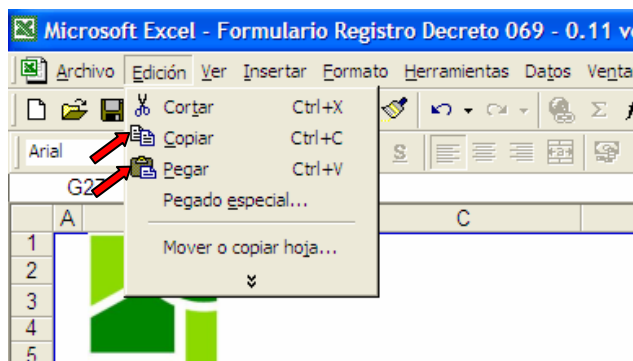 Microsoft Excel - Formulario Registro Decreto 069 - 0.11 v
Archivo Edición Ver Insertar Formato Herramientas Datos Venta
Cortar Ctrl+X
Copiar Ctrl+C
Arial S
Pegar Ctrl+V
Pegado especial...
A C
Mover o copiar hoja...
1
2
3
4
5